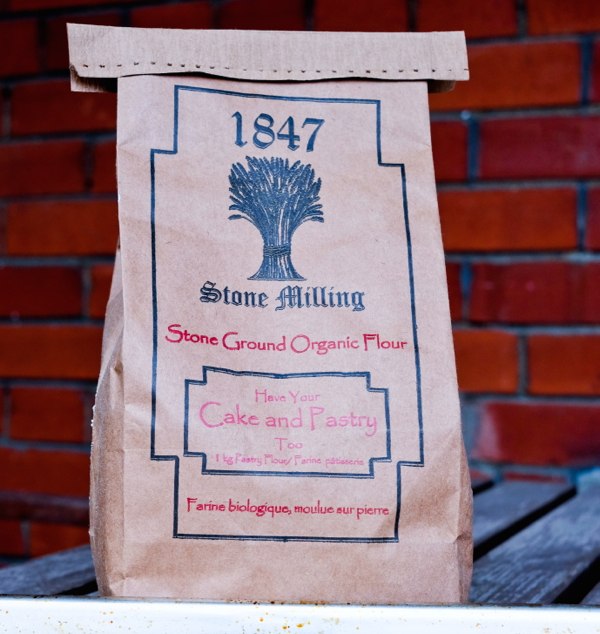 1847
Stone Milling
Stone Ground Organic Flour
Have Your
Cake and Pastry
Too
1 kg Pastry Flour/ Farine pâtisserie
Farine biologique, moulue sur pierre